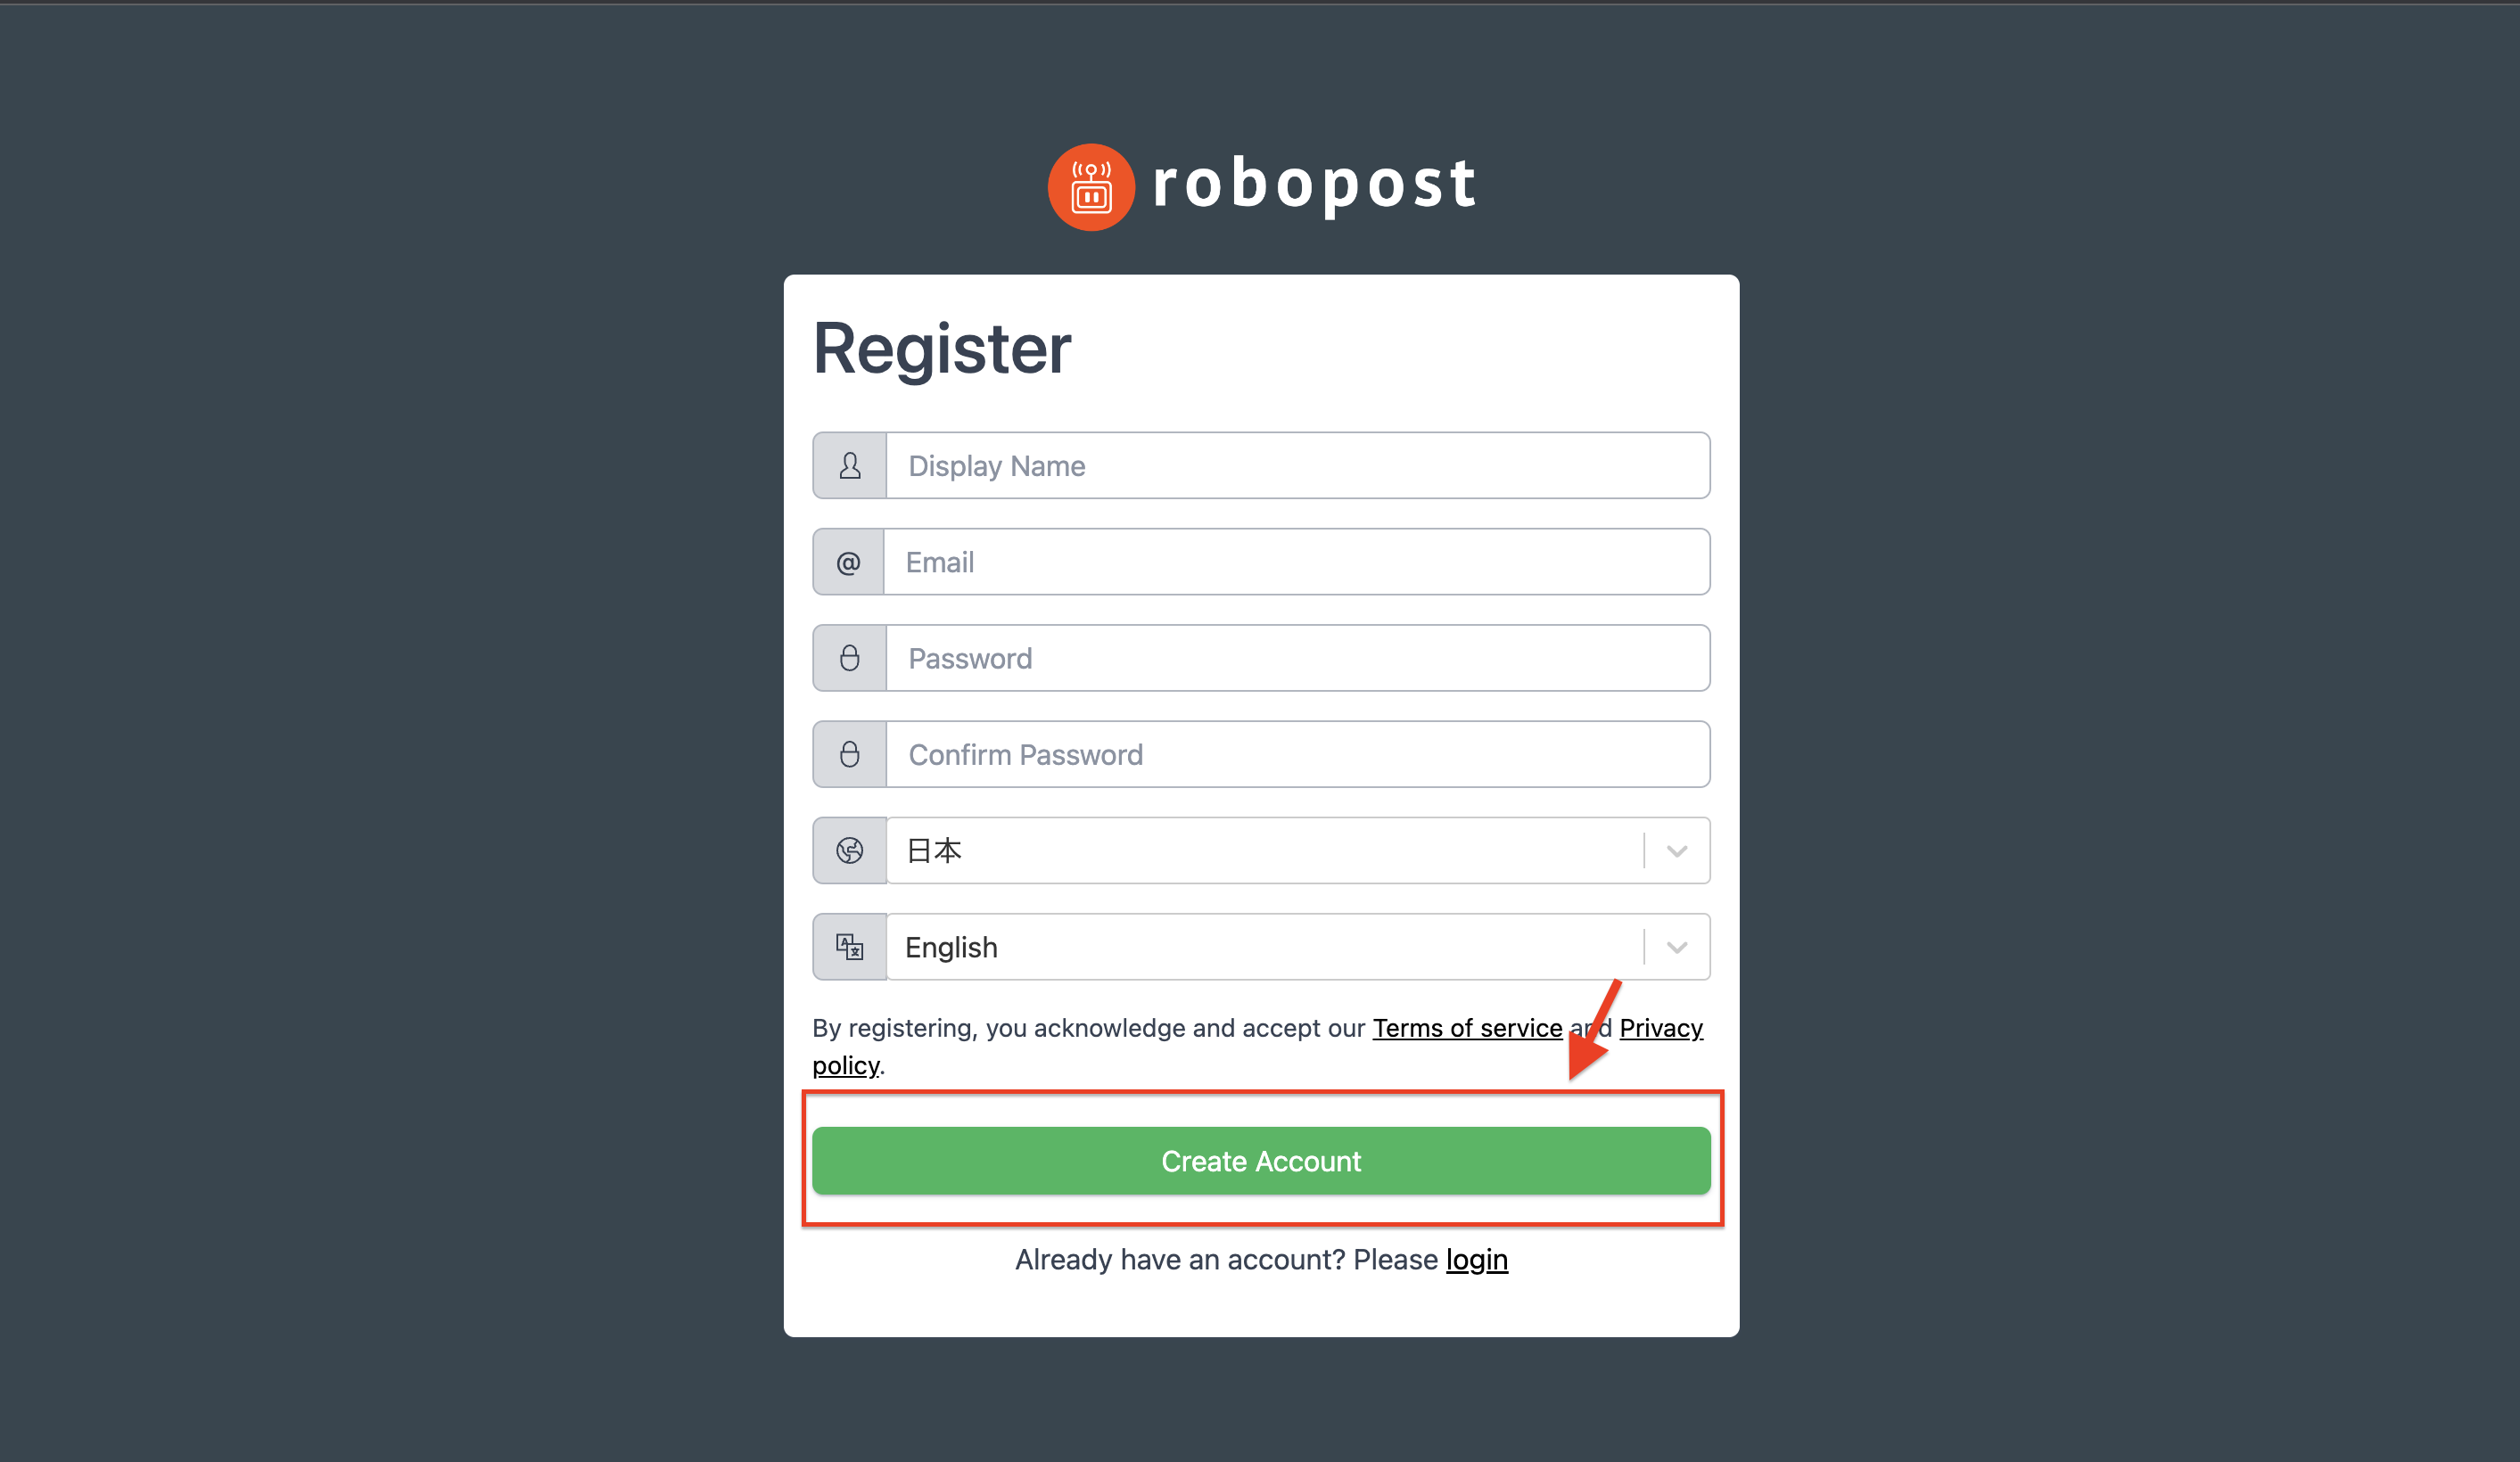 robopost
Register
Display Name
@ Email
Password
Confirm Password
日本
English
By registering, you acknowledge and accept our Terms of service and Privacy
policy.
Create Account
Already have an account? Please login